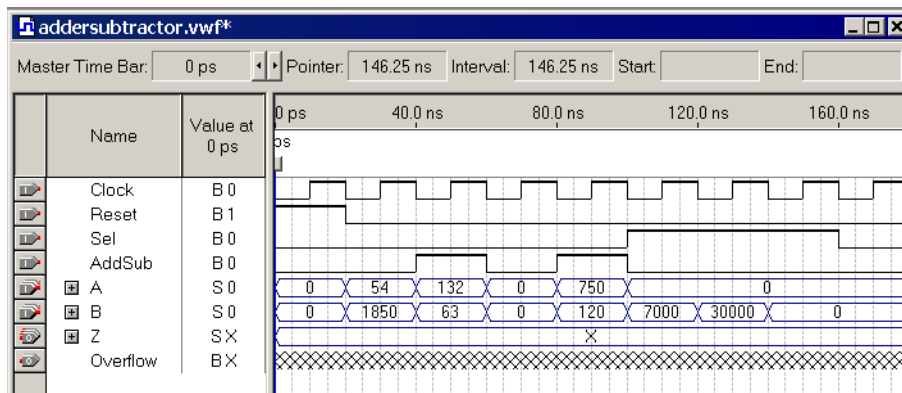 addersubtractor.vwf*
Master Time Bar: 0 ps Pointer: 146.25 ns Interval: 146.25 ns Start: End:
Name Value at 0 ps
0 ps 40.0 ns 80.0 ns 120.0 ns 160.0 ns
ps
Clock B 0
Reset B 1
Sel B 0
AddSub B 0
A S 0 0 54 132 0 750 0
B S 0 0 1850 63 0 120 7000 30000 0
Z S X X
Overflow B X